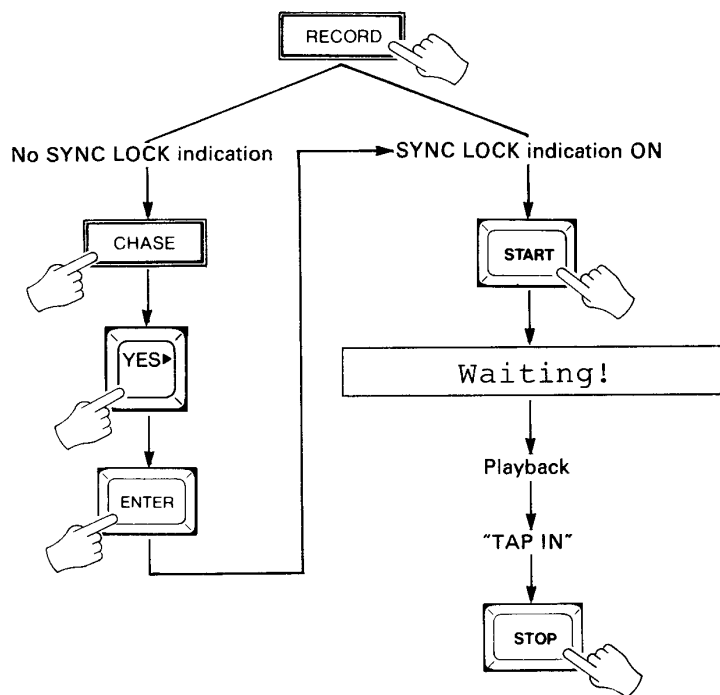 RECORD
No SYNC LOCK indication
SYNC LOCK indication ON
CHASE
START
YES▶
Waiting!
ENTER
Playback
"TAP IN"
STOP